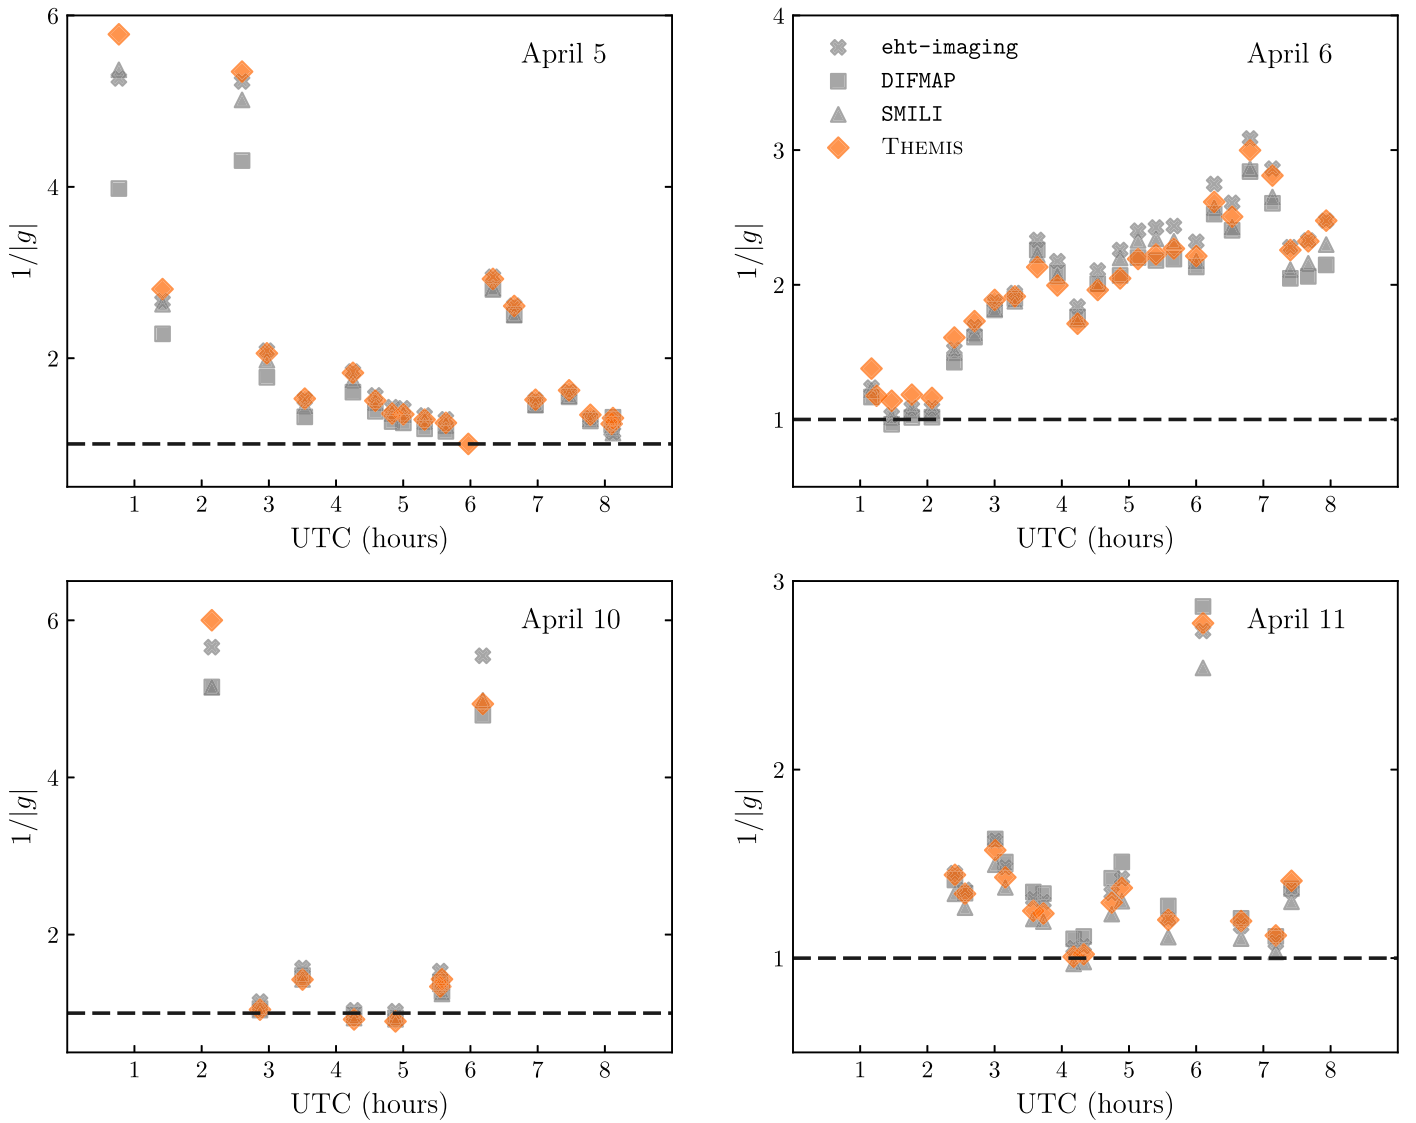 April 5
6
4
2
1/|g|
1 2 3 4 5 6 7 8
UTC (hours)
April 6
eht-imaging
DIFMAP
SMILI
THEMIS
4
3
2
1
1/|g|
1 2 3 4 5 6 7 8
UTC (hours)
April 10
6
4
2
1/|g|
1 2 3 4 5 6 7 8
UTC (hours)
April 11
3
2
1
1/|g|
1 2 3 4 5 6 7 8
UTC (hours)